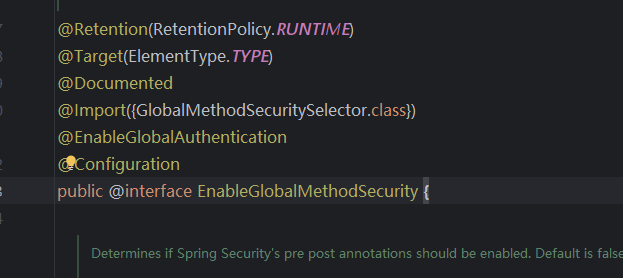 @Retention(RetentionPolicy.RUNTIME)
@Target(ElementType.TYPE)
@Documented
@Import({GlobalMethodSecuritySelector.class})
@EnableGlobalAuthentication
@Configuration
public @interface EnableGlobalMethodSecurity {
Determines if Spring Security's pre post annotations should be enabled. Default is false